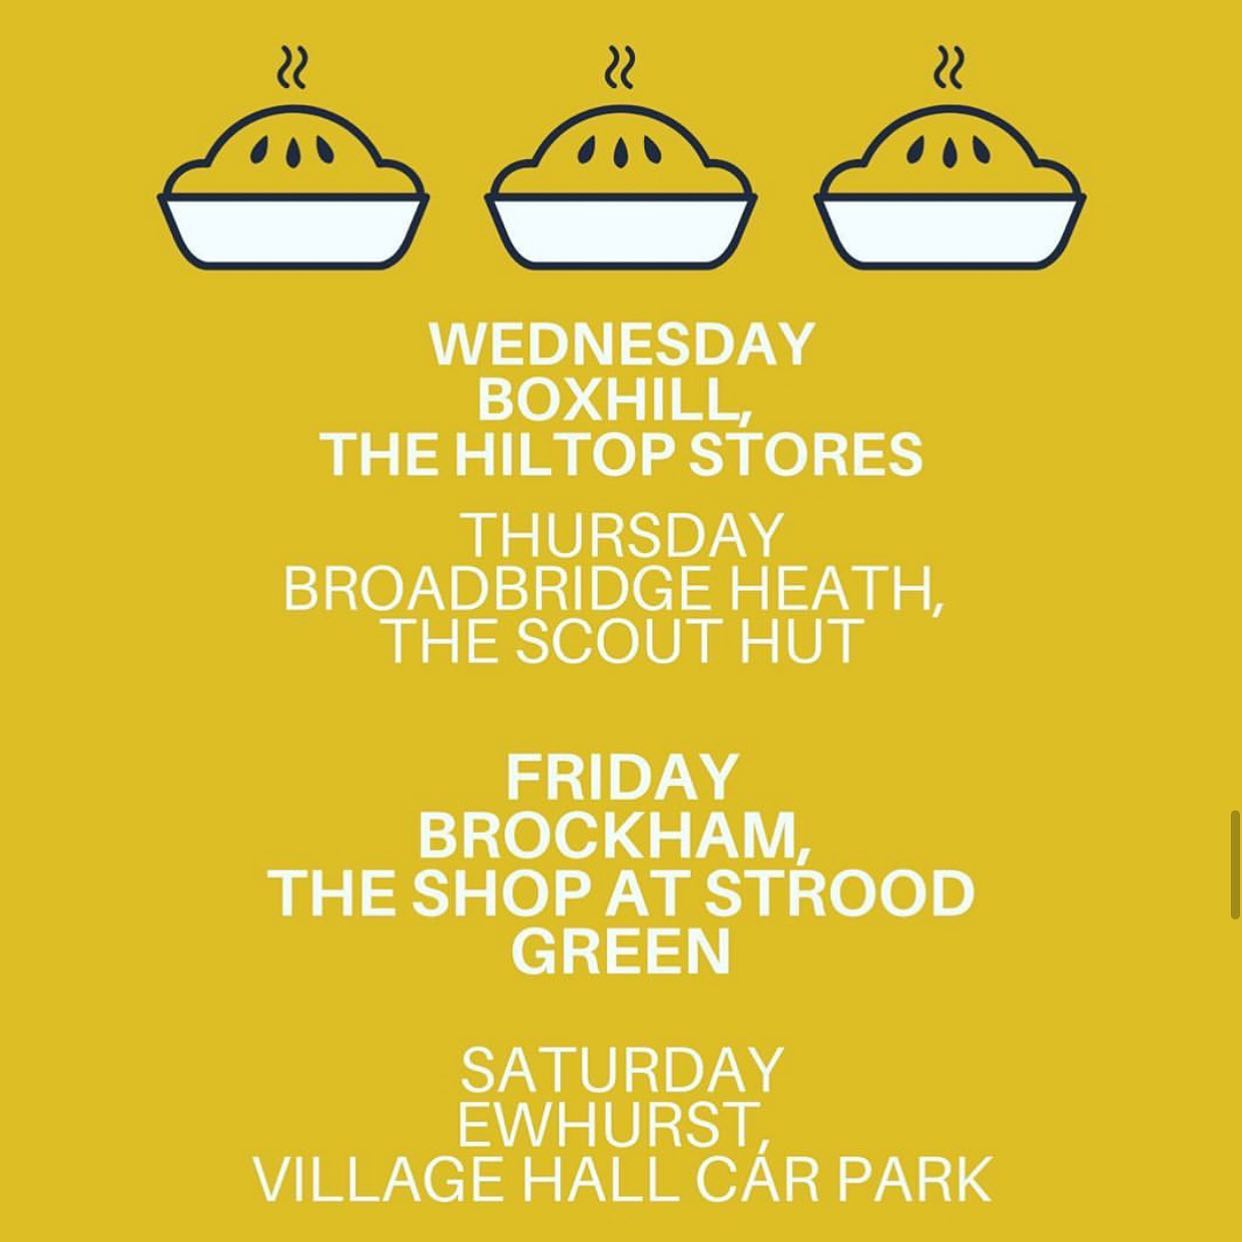 WEDNESDAY
BOXHILL,
THE HILTOP STORES
THURSDAY
BROADBRIDGE HEATH,
THE SCOUT HUT
FRIDAY
BROCKHAM,
THE SHOP AT STROOD
GREEN
SATURDAY
EWHURST,
VILLAGE HALL CAR PARK